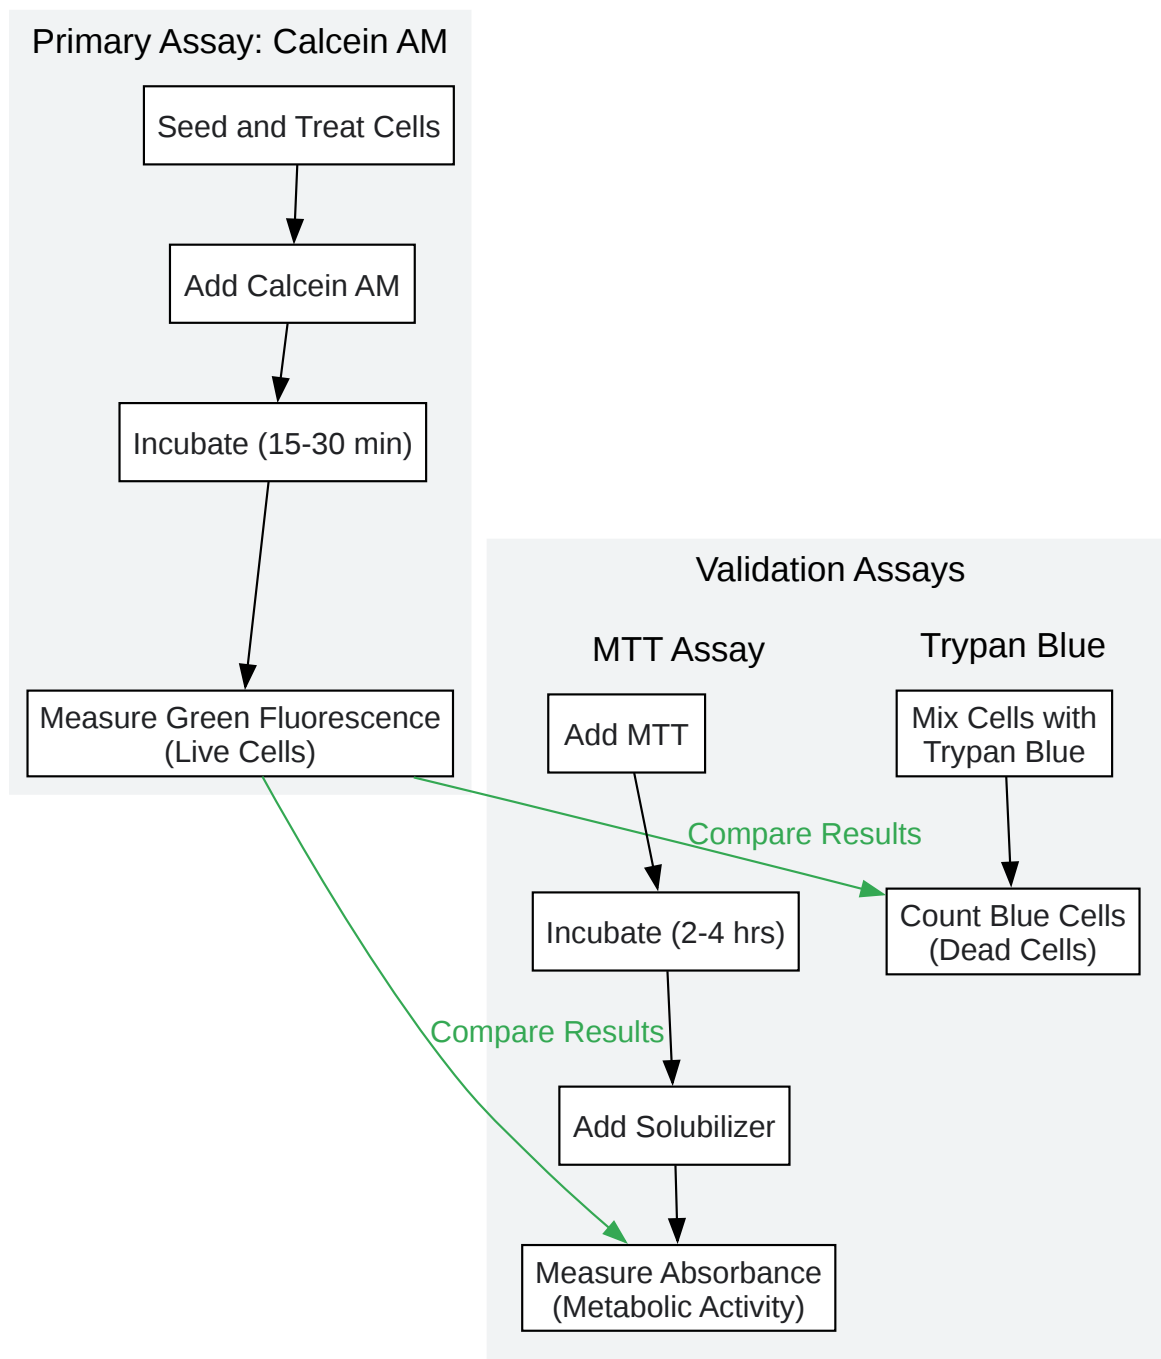 Primary Assay: Calcein AM
Seed and Treat Cells
Add Calcein AM
Incubate (15-30 min)
Measure Green Fluorescence
(Live Cells)
Validation Assays
MTT Assay
Add MTT
Incubate (2-4 hrs)
Add Solubilizer
Measure Absorbance
(Metabolic Activity)
Trypan Blue
Mix Cells with
Trypan Blue
Count Blue Cells
(Dead Cells)
Compare Results
Compare Results